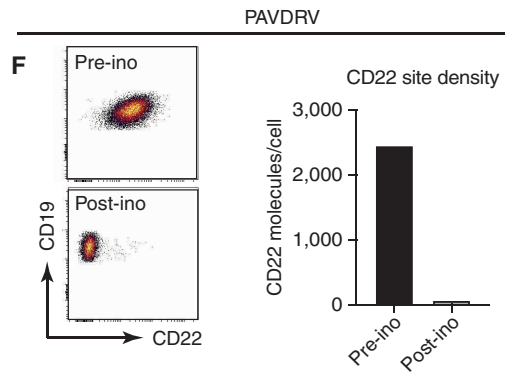 PAVDRV
F
Pre-ino
Post-ino
CD19
CD22
CD22 site density
CD22 molecules/cell
3,000
2,000
1,000
0
Pre-ino
Post-ino